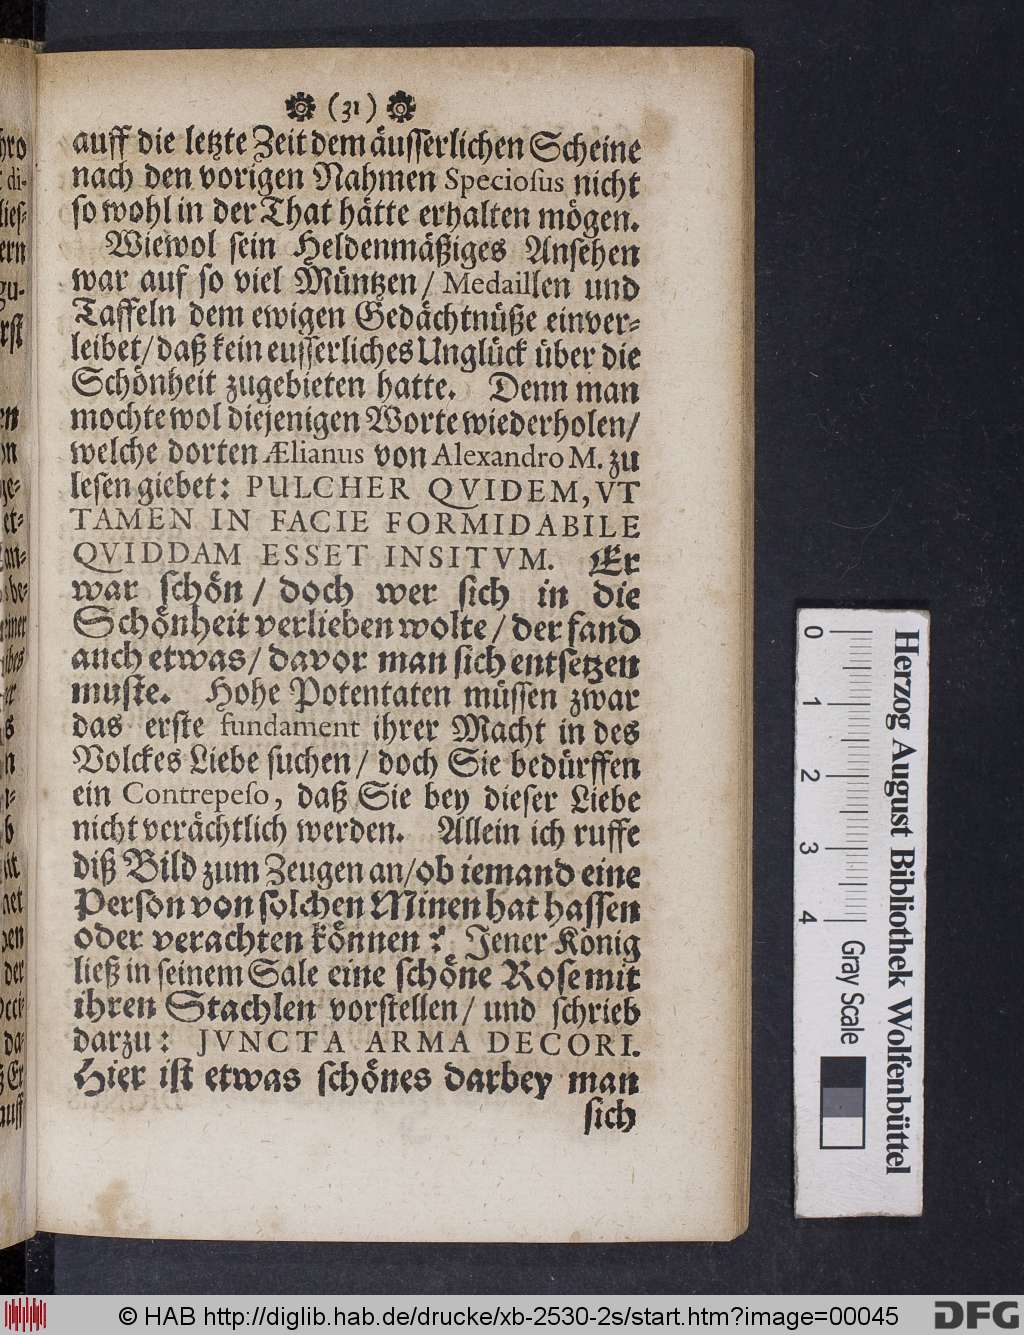 (31)
auff die letzte Zeit dem äusserlichen Scheine
nach den vorigen Nahmen Speciosus nicht
so wohl in der That hätte erhalten mögen.
Wiewol sein Heldenmäßiges Ansehen
war auf so viel Müntzen / Medaillen und
Taffeln dem ewigen Gedächtnüße einver-
leibet / daß kein eusserliches Unglück über die
Schönheit zugebieten hatte. Denn man
mochte wol diejenigen Worte wiederholen /
welche dorten Ælianus von Alexandro M. zu
lesen giebet: PULCHER QVIDEM, VT
TAMEN IN FACIE FORMIDABILE
QVIDDAM ESSET INSITVM. Er
war schön / doch wer sich in die
Schönheit verlieben wolte / der fand
auch etwas / davor man sich entsetzen
muste. Hohe Potentaten müssen zwar
das erste fundament ihrer Macht in des
Volckes Liebe suchen / doch Sie bedürffen
ein Contrepeso, daß Sie bey dieser Liebe
nicht verächtlich werden. Allein ich ruffe
diß Bild zum Zeugen an / ob iemand eine
Person von solchen Minen hat hassen
oder verachten können? Jener König
ließ in seinem Sale eine schöne Rose mit
ihren Stachlen vorstellen / und schrieb
darzu: JVNCTA ARMA DECORI.
Hier ist etwas schönes darbey man
sich
0 1 2 3 4
Gray Scale
Herzog August Bibliothek Wolfenbüttel
© HAB http://diglib.hab.de/drucke/xb-2530-2s/start.htm?image=00045
DFG